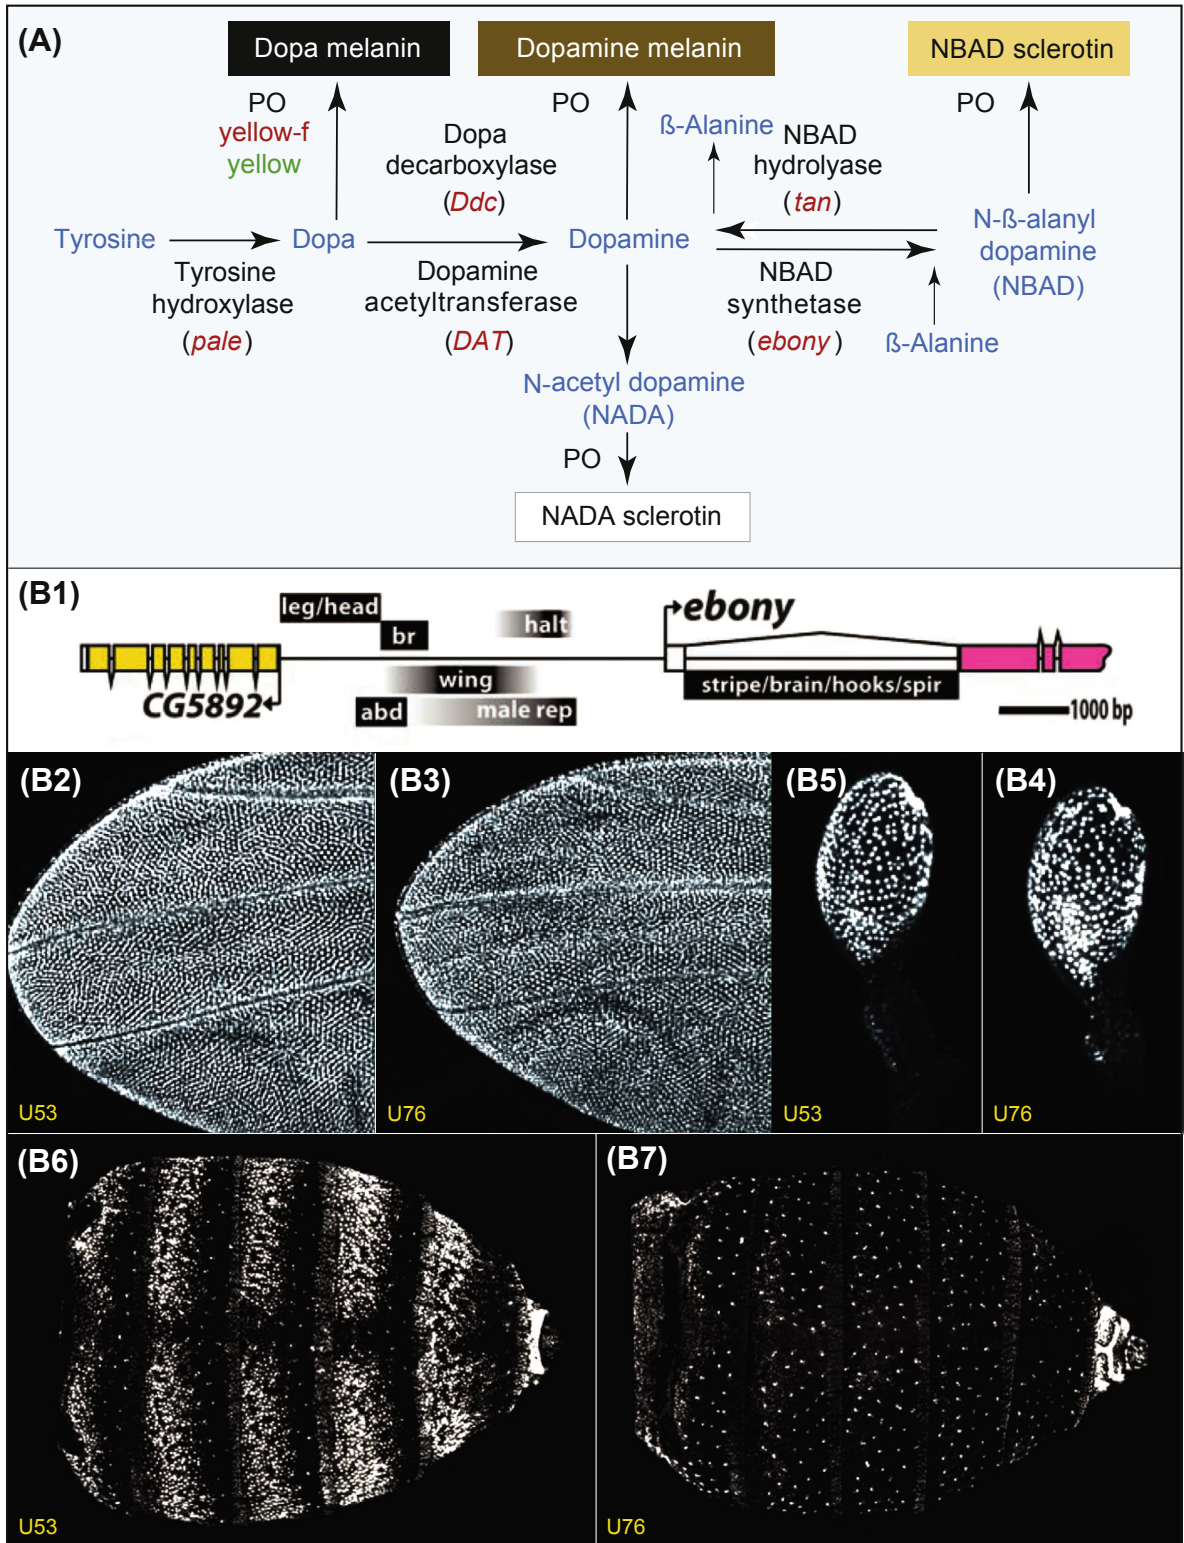 (A)
Dopa melanin
Dopamine melanin
NBAD sclerotin
PO
yellow-f
yellow
PO
PO
ß-Alanine
Dopa
decarboxylase
(Ddc)
NBAD
hydrolyase
(tan)
Tyrosine
Dopa
Dopamine
N-ß-alanyl
dopamine
(NBAD)
Tyrosine
hydroxylase
(pale)
Dopamine
acetyltransferase
(DAT)
NBAD
synthetase
(ebony)
ß-Alanine
N-acetyl dopamine
(NADA)
PO
NADA sclerotin
(B1)
leg/head
br
halt
ebony
wing
stripe/brain/hooks/spir
CG5892
abd
male rep
1000 bp
(B2)
(B3)
(B5)
(B4)
U53
U76
U53
U76
(B6)
(B7)
U53
U76